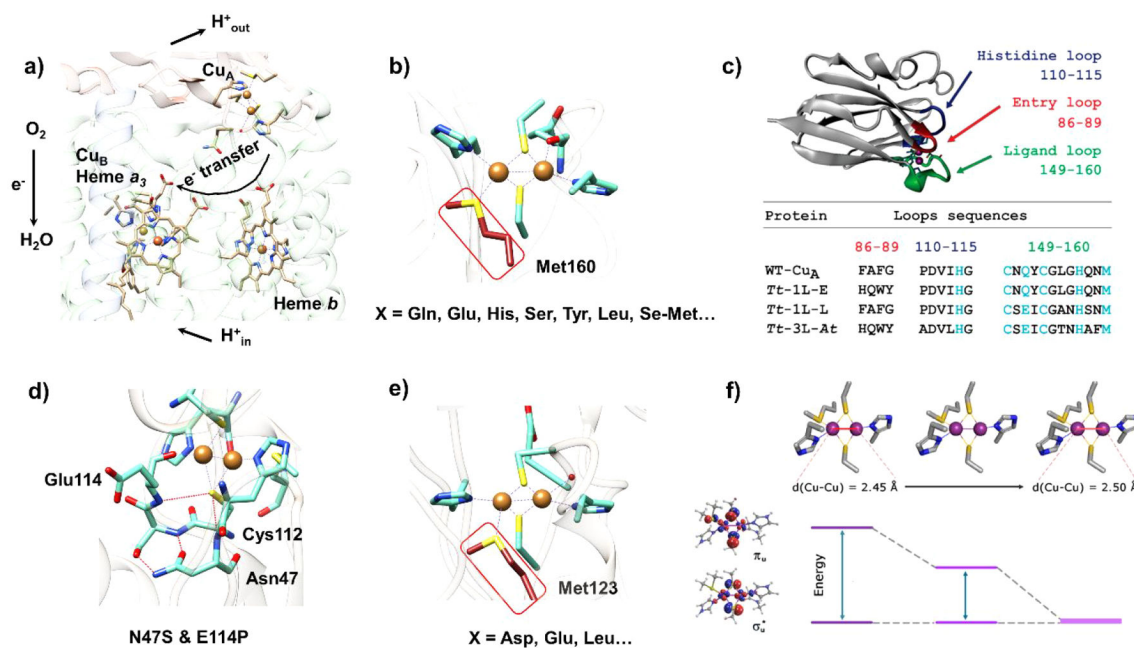 a)
H⁺out
CuA
O₂
CuB
Heme a₃
e⁻ transfer
e⁻
H₂O
Heme b
H⁺in
b)
Met160
X = Gln, Glu, His, Ser, Tyr, Leu, Se-Met...
c)
Histidine loop
110-115
Entry loop
86-89
Ligand loop
149-160
Protein Loops sequences
86-89 110-115 149-160
WT-CuA FAFG PDVIHG CNQYCGLGHQNM
Tt-1L-E HQWY PDVIHG CNQYCGLGHQNM
Tt-1L-L FAFG PDVIHG CSEICGANHSNM
Tt-3L-At HQWY ADVLHG CSEICGTNHAFM
d)
Glu114
Cys112
Asn47
N47S & E114P
e)
Met123
X = Asp, Glu, Leu...
f)
d(Cu-Cu) = 2.45 Å d(Cu-Cu) = 2.50 Å
πu
σu*
Energy